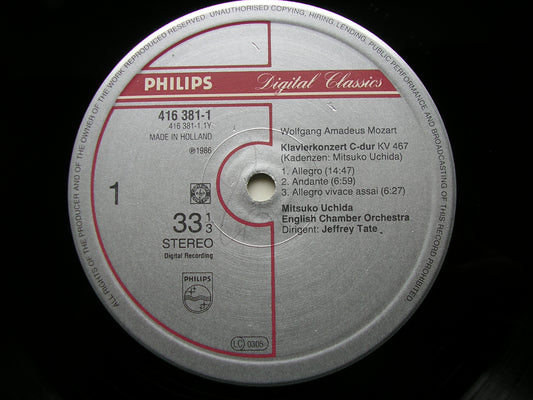 ALL RIGHTS OF THE PRODUCER AND OF THE OWNER OF THE WORK REPRODUCED RESERVED. UNAUTHORISED COPYING, HIRING, LENDING, PUBLIC PERFORMANCE AND BROADCASTING OF THIS RECORD PROHIBITED
PHILIPS Digital Classics
416 381-1
416 381-1.1Y
MADE IN HOLLAND
℗1986
1
33 1/3
STEREO
Digital Recording
PHILIPS
Wolfgang Amadeus Mozart
Klavierkonzert C-dur KV 467
(Kadenzen: Mitsuko Uchida)
1. Allegro (14:47)
2. Andante (6:59)
3. Allegro vivace assai (6:27)
Mitsuko Uchida
English Chamber Orchestra
Dirigent: Jeffrey Tate
LC 0305